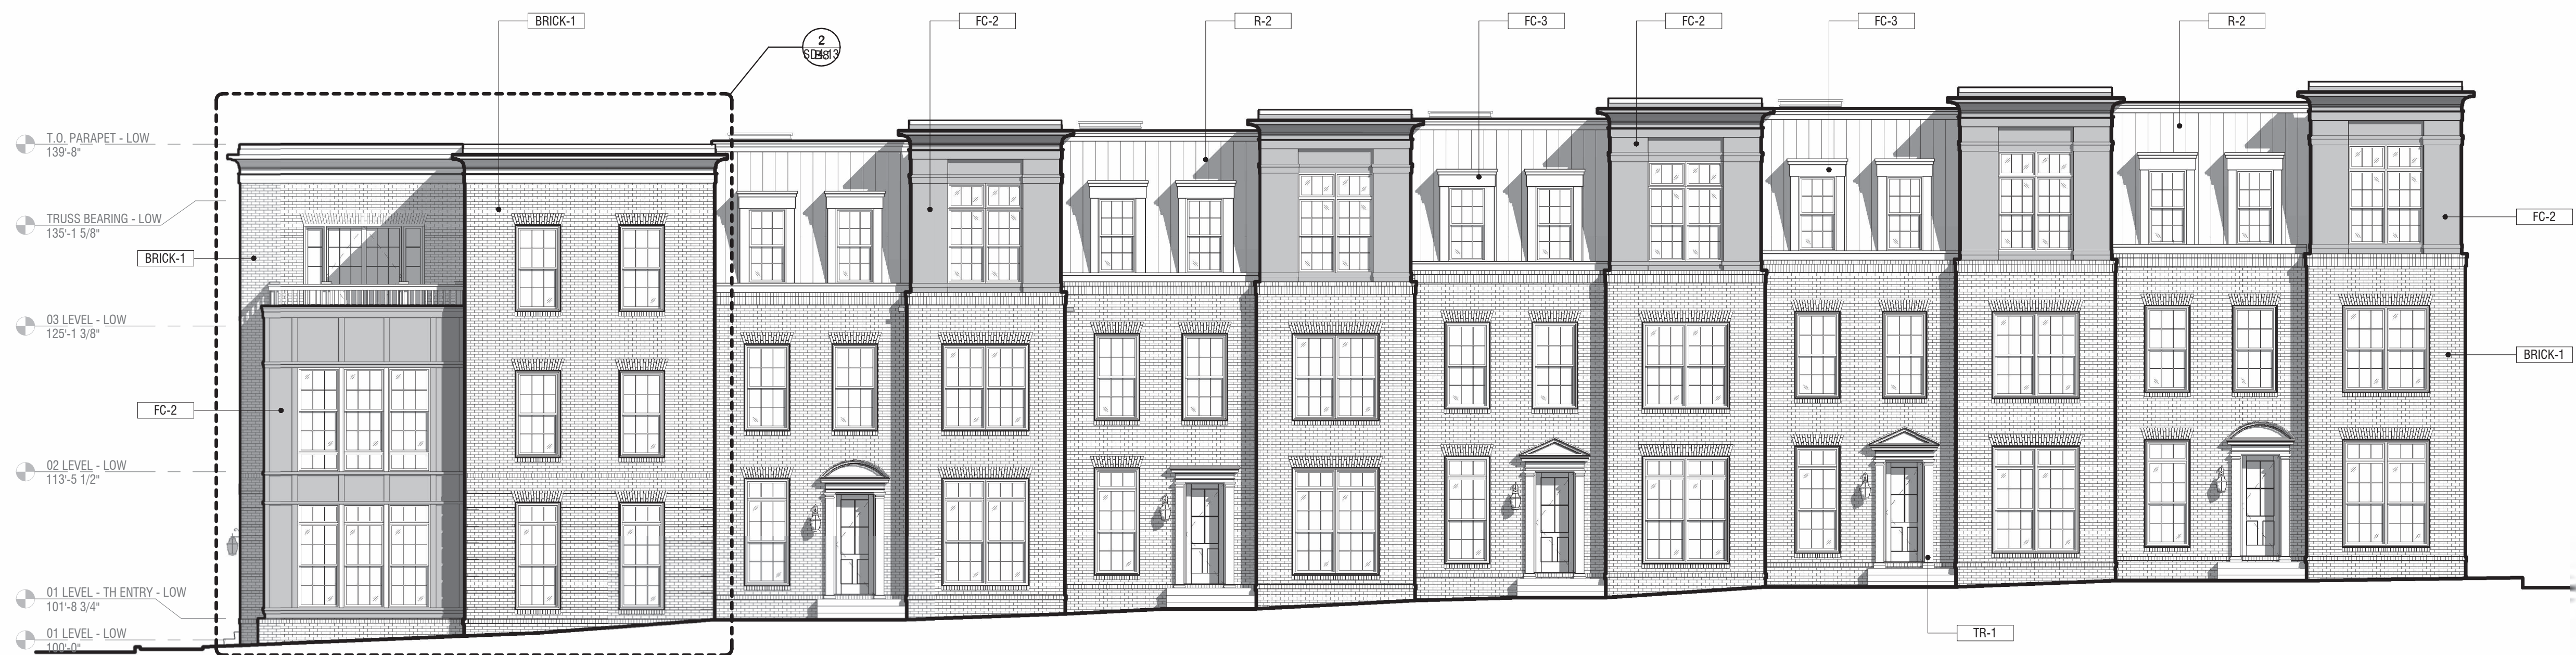 BRICK-1
2
FC-2
R-2
FC-3
FC-2
FC-3
R-2
T.O. PARAPET - LOW
139'-8"
TRUSS BEARING - LOW
135'-1 5/8"
FC-2
BRICK-1
03 LEVEL - LOW
125'-1 3/8"
BRICK-1
FC-2
02 LEVEL - LOW
113'-5 1/2"
01 LEVEL - TH ENTRY - LOW
101'-8 3/4"
01 LEVEL - LOW
100'-0"
TR-1